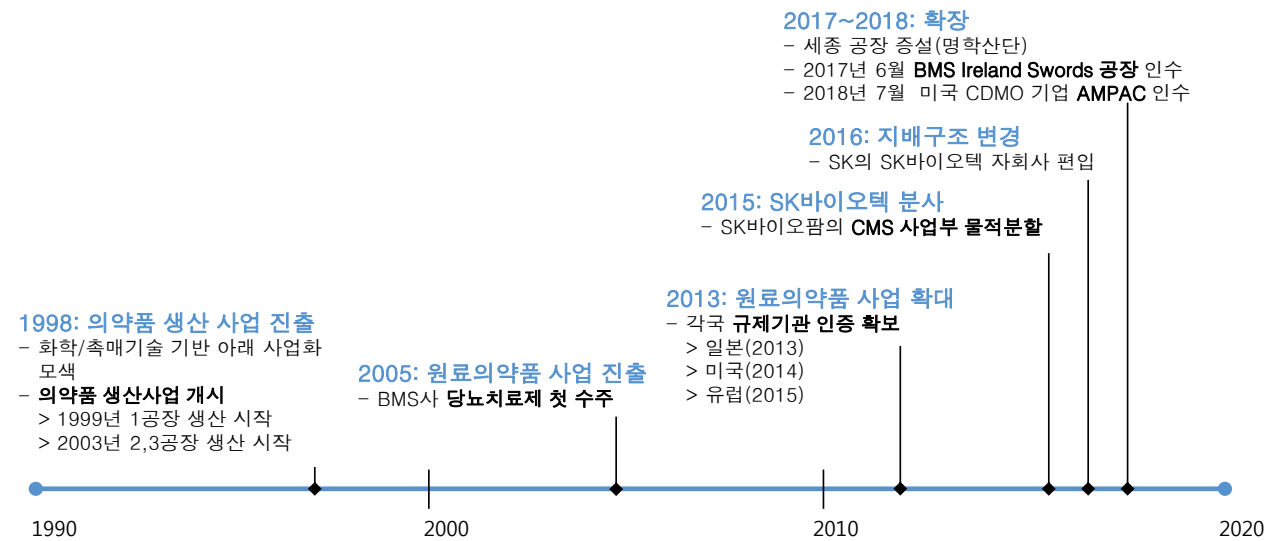 2017~2018: 확장
- 세종 공장 증설(명학산단)
- 2017년 6월 BMS Ireland Swords 공장 인수
- 2018년 7월 미국 CDMO 기업 AMPAC 인수
2016: 지배구조 변경
- SK의 SK바이오텍 자회사 편입
2015: SK바이오텍 분사
- SK바이오팜의 CMS 사업부 물적분할
2013: 원료의약품 사업 확대
- 각국 규제기관 인증 확보
> 일본(2013)
> 미국(2014)
> 유럽(2015)
1998: 의약품 생산 사업 진출
- 화학/촉매기술 기반 아래 사업화
모색
- 의약품 생산사업 개시
> 1999년 1공장 생산 시작
> 2003년 2,3공장 생산 시작
2005: 원료의약품 사업 진출
- BMS사 당뇨치료제 첫 수주
1990
2000
2010
2020